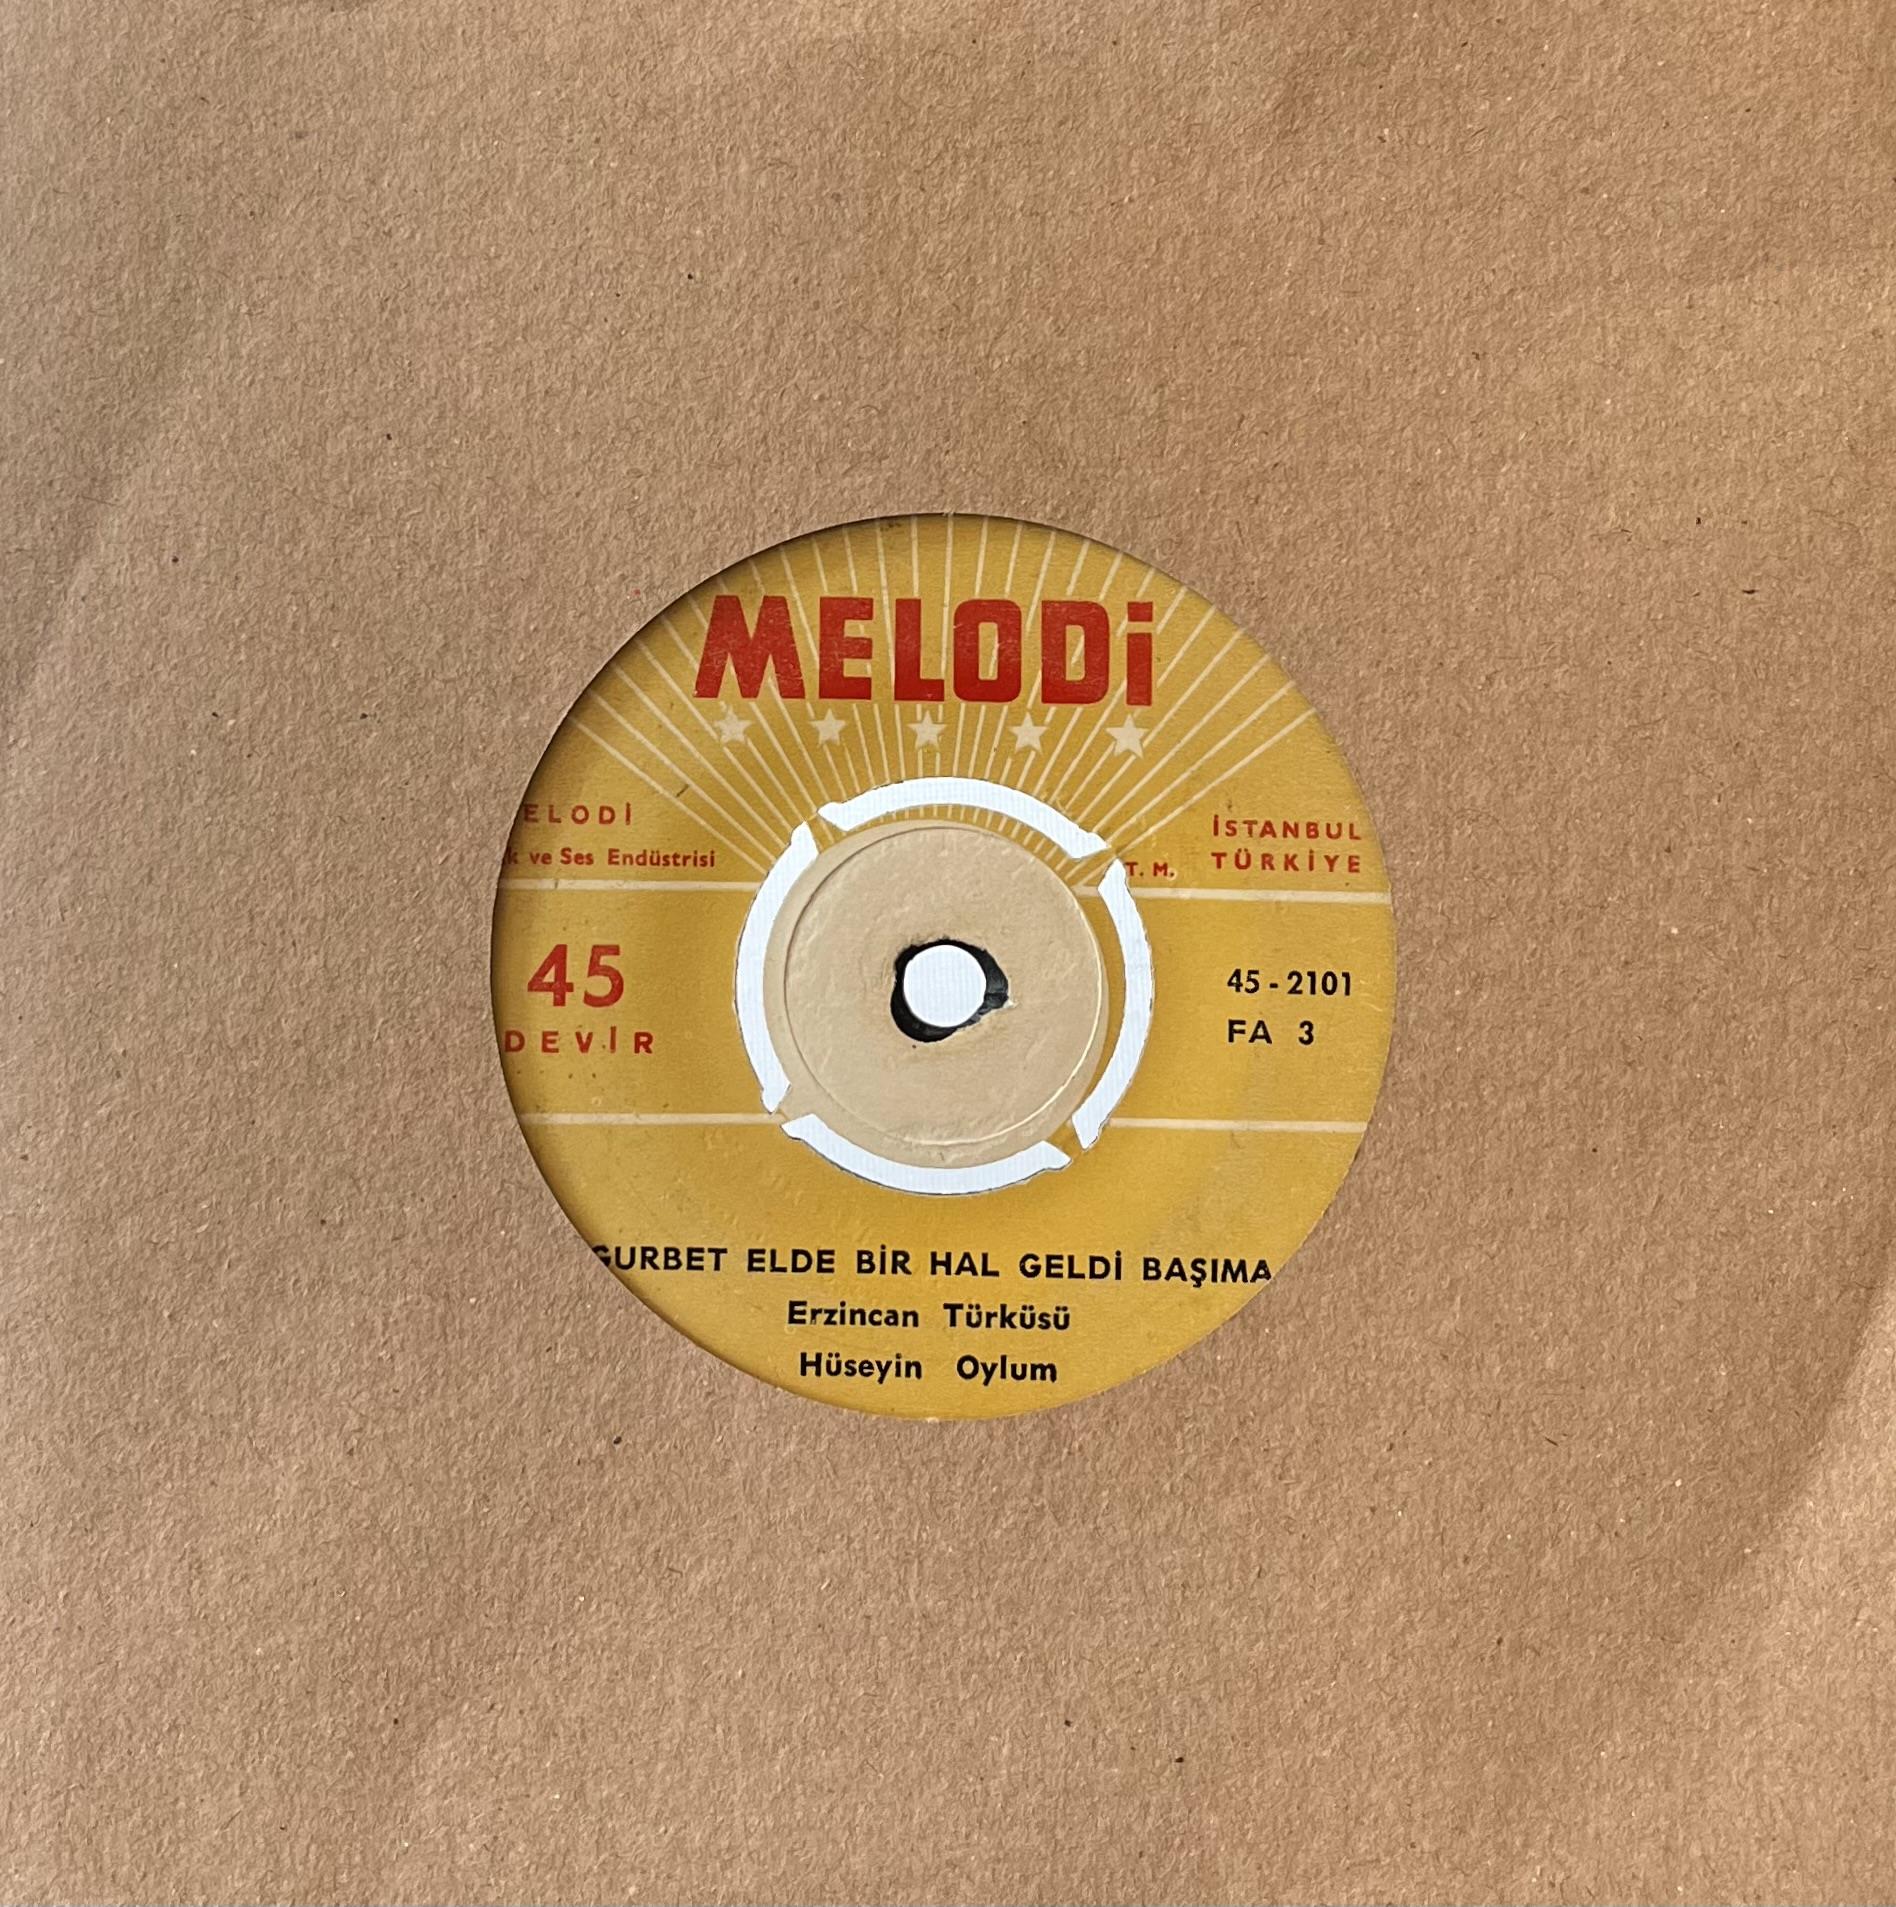 MELODİ
ELODİ
k ve Ses Endüstrisi
T. M.
İSTANBUL
TÜRKİYE
45
DEVİR
45 - 2101
FA 3
GURBET ELDE BİR HAL GELDİ BAŞIMA
Erzincan Türküsü
Hüseyin Oylum